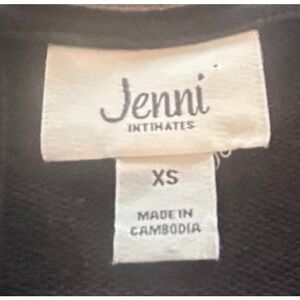 Jenni
INTIMATES
XS
MADE IN
CAMBODIA